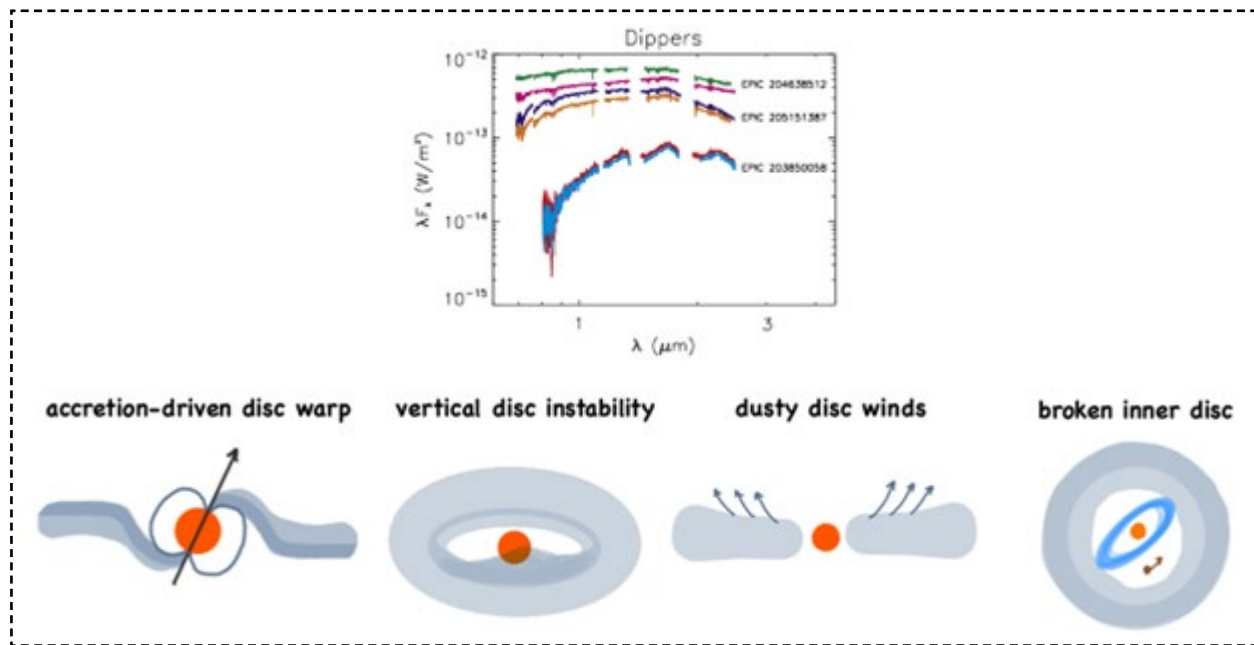 Dippers
10⁻¹²
10⁻¹³
10⁻¹⁴
10⁻¹⁵
λFλ (W/m²)
EPIC 204638512
EPIC 205151387
EPIC 203850058
1
3
λ (μm)
accretion-driven disc warp
vertical disc instability
dusty disc winds
broken inner disc